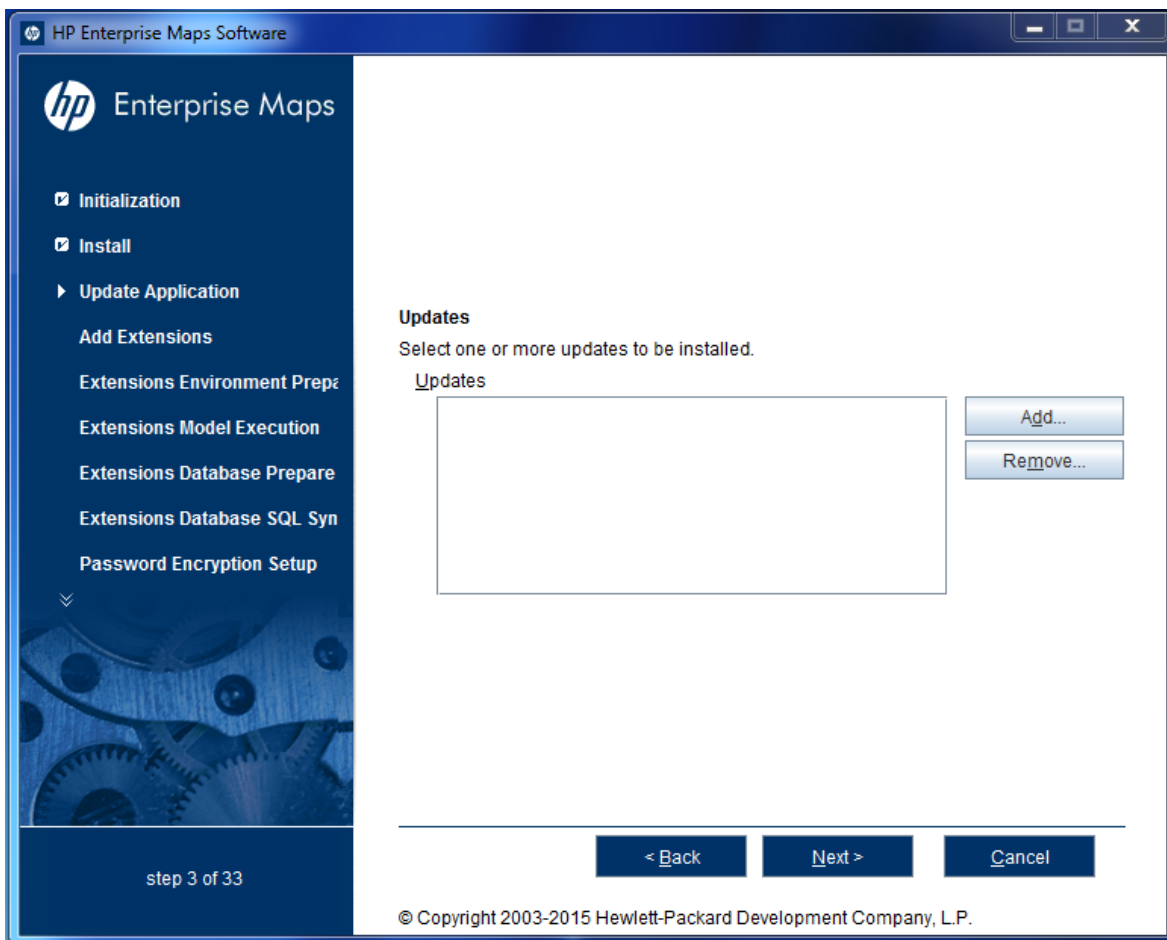 HP Enterprise Maps Software
hp Enterprise Maps
Initialization
Install
Update Application
Add Extensions
Extensions Environment Prepa
Extensions Model Execution
Extensions Database Prepare
Extensions Database SQL Syn
Password Encryption Setup
step 3 of 33
Updates
Select one or more updates to be installed.
Updates
Add...
Remove...
< Back
Next >
Cancel
© Copyright 2003-2015 Hewlett-Packard Development Company, L.P.